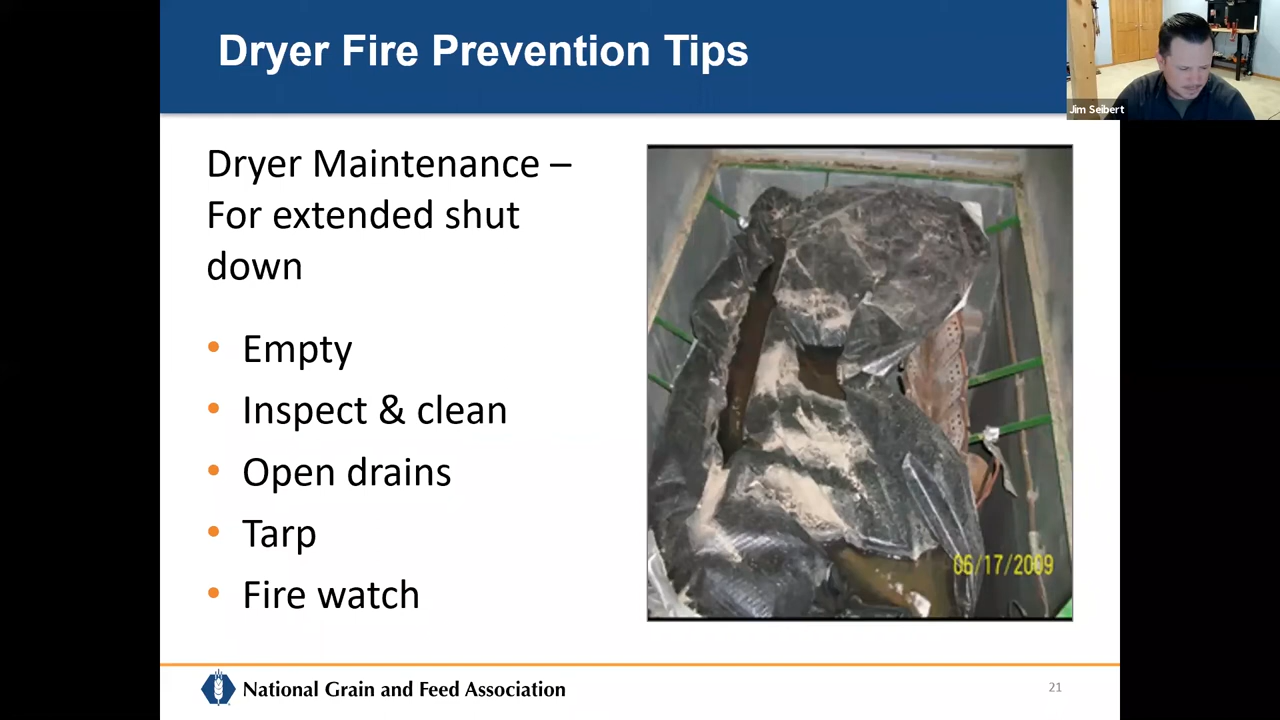 Dryer Fire Prevention Tips
Jim Seibert
Dryer Maintenance –
For extended shut
down
• Empty
• Inspect & clean
• Open drains
• Tarp
• Fire watch
06/17/2009
National Grain and Feed Association
21